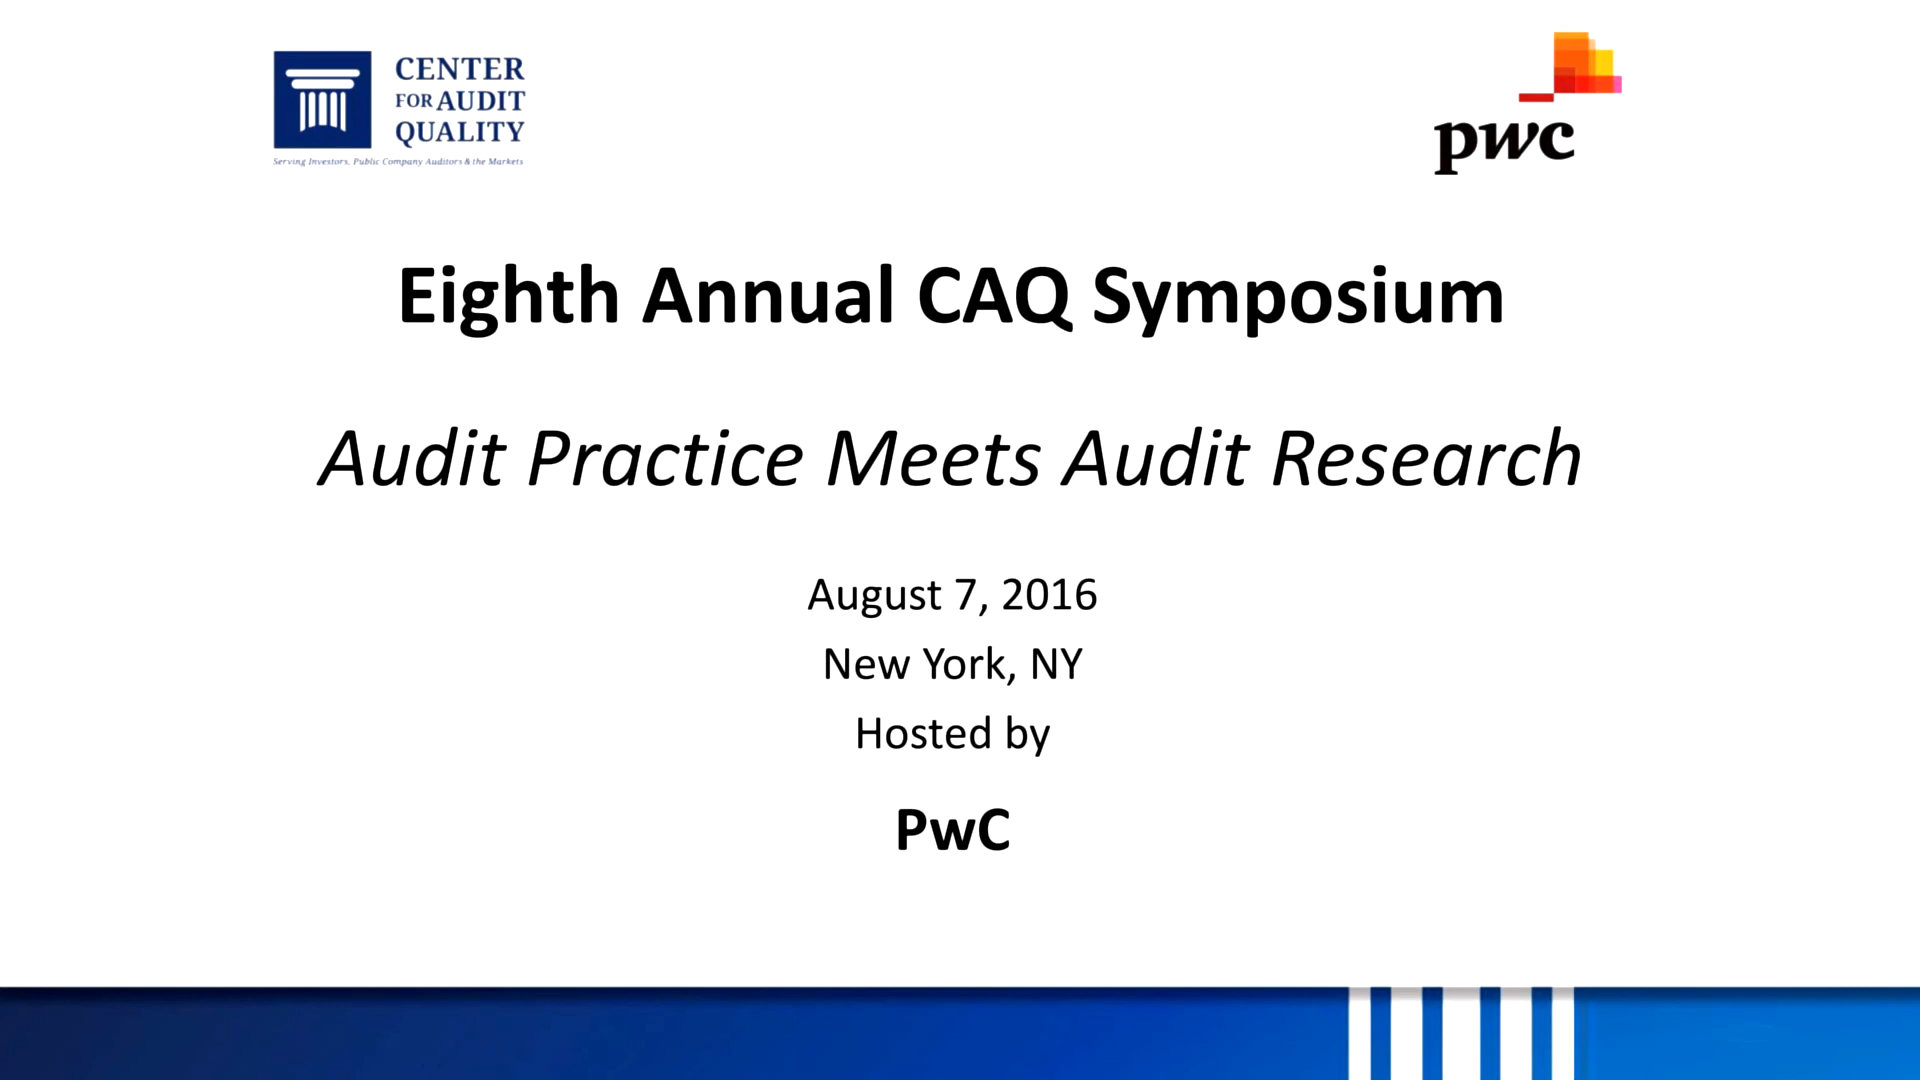 CENTER
FOR AUDIT
QUALITY
Serving Investors, Public Company Auditors & the Markets
pwc
Eighth Annual CAQ Symposium
Audit Practice Meets Audit Research
August 7, 2016
New York, NY
Hosted by
PwC